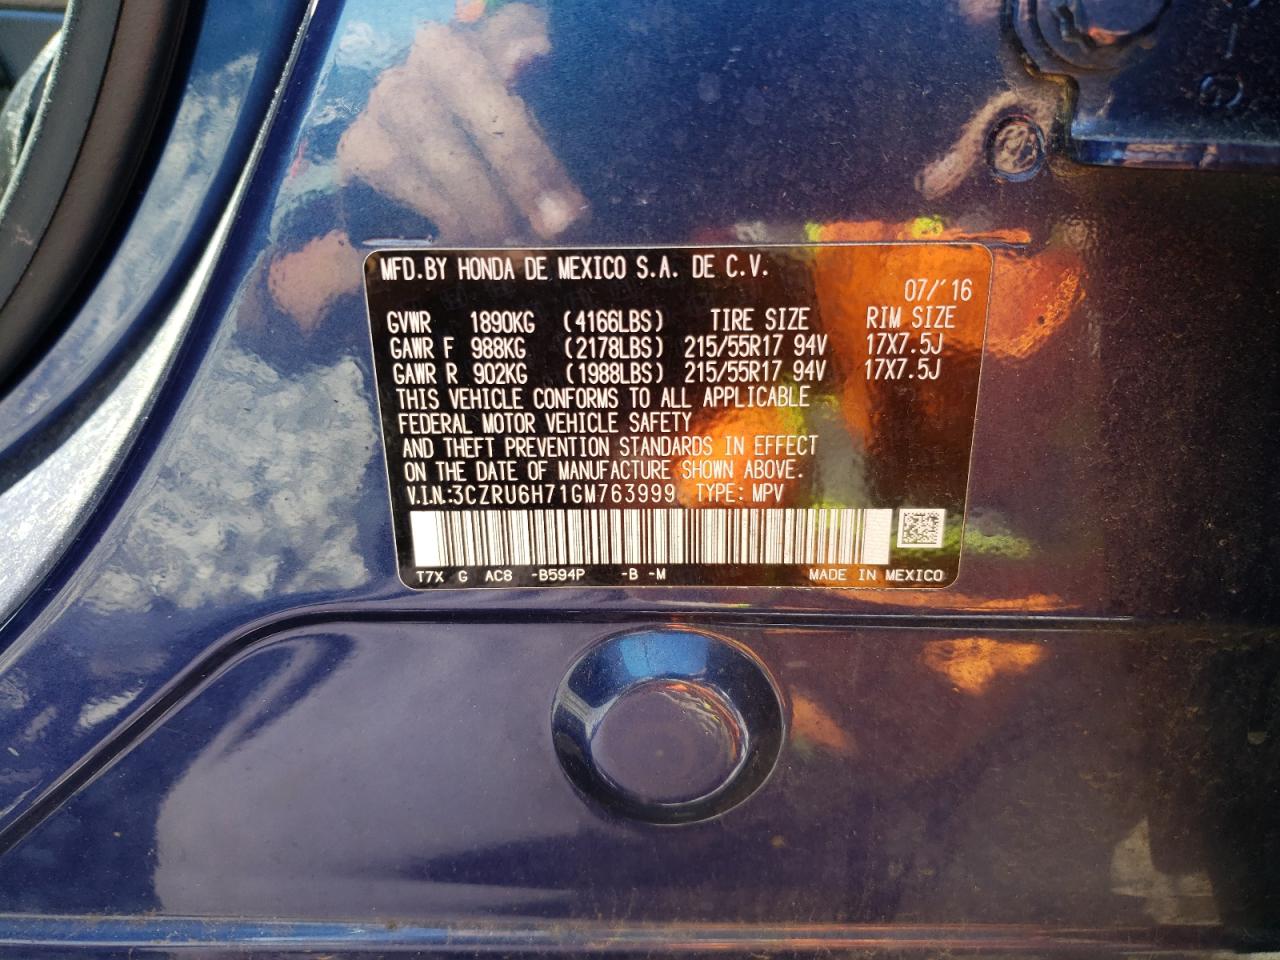 MFD.BY HONDA DE MEXICO S.A. DE C.V.
07/'16
GVWR 1890KG (4166LBS) TIRE SIZE RIM SIZE
GAWR F 988KG (2178LBS) 215/55R17 94V 17X7.5J
GAWR R 902KG (1988LBS) 215/55R17 94V 17X7.5J
THIS VEHICLE CONFORMS TO ALL APPLICABLE
FEDERAL MOTOR VEHICLE SAFETY
AND THEFT PREVENTION STANDARDS IN EFFECT
ON THE DATE OF MANUFACTURE SHOWN ABOVE.
V.I.N.:3CZRU6H71GM763999 TYPE: MPV
T7X G AC8 -B594P -B -M MADE IN MEXICO